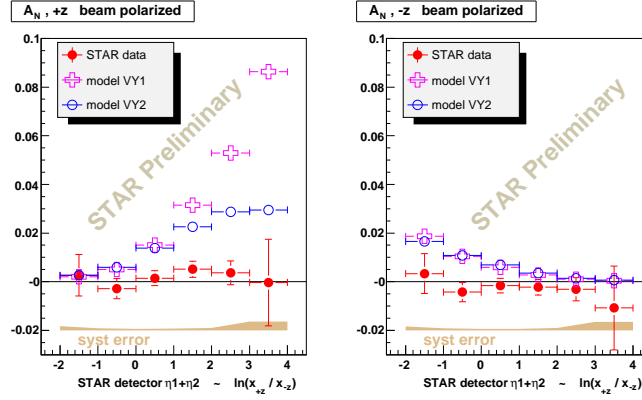 A_N , +z beam polarized
0.1
0.08
0.06
0.04
0.02
-0
-0.02
STAR data
model VY1
model VY2
STAR Preliminary
syst error
-2 -1 0 1 2 3 4
STAR detector η1+η2 ~ ln(x_+z / x_-z)
A_N , -z beam polarized
0.1
0.08
0.06
0.04
0.02
-0
-0.02
STAR data
model VY1
model VY2
STAR Preliminary
syst error
-2 -1 0 1 2 3 4
STAR detector η1+η2 ~ ln(x_+z / x_-z)